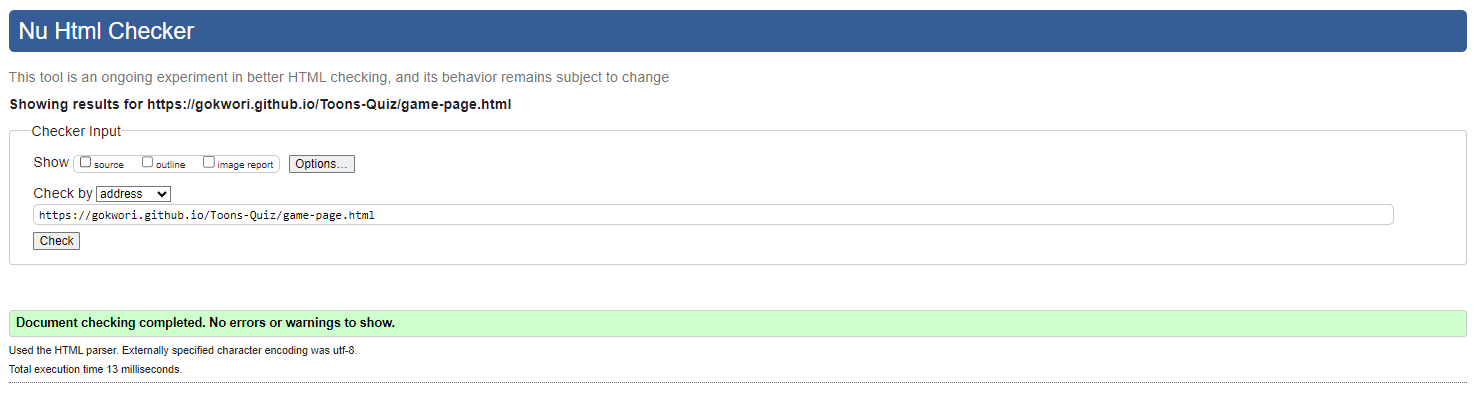 Nu Html Checker
This tool is an ongoing experiment in better HTML checking, and its behavior remains subject to change
Showing results for https://gokwori.github.io/Toons-Quiz/game-page.html
Checker Input
Show source outline image report Options...
Check by address
https://gokwori.github.io/Toons-Quiz/game-page.html
Check
Document checking completed. No errors or warnings to show.
Used the HTML parser. Externally specified character encoding was utf-8.
Total execution time 13 milliseconds.